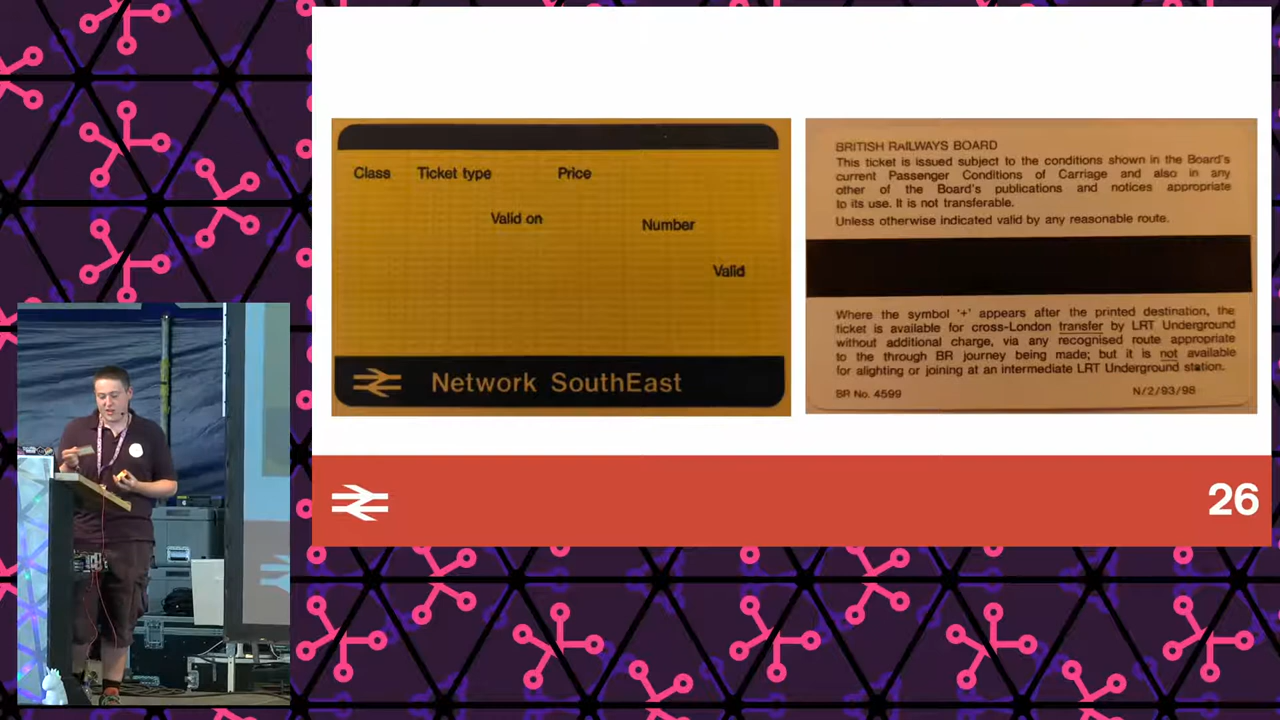 Class Ticket type Price
Valid on
Number
Valid
Network SouthEast
BRITISH RAILWAYS BOARD
This ticket is issued subject to the conditions shown in the Board's
current Passenger Conditions of Carriage and also in any
other of the Board's publications and notices appropriate
to its use. It is not transferable.
Unless otherwise indicated valid by any reasonable route.
Where the symbol '+' appears after the printed destination, the
ticket is available for cross-London transfer by LRT Underground
without additional charge, via any recognised route appropriate
to the through BR journey being made; but it is not available
for alighting or joining at an intermediate LRT Underground station.
BR No. 4599 N/2/93/98
26